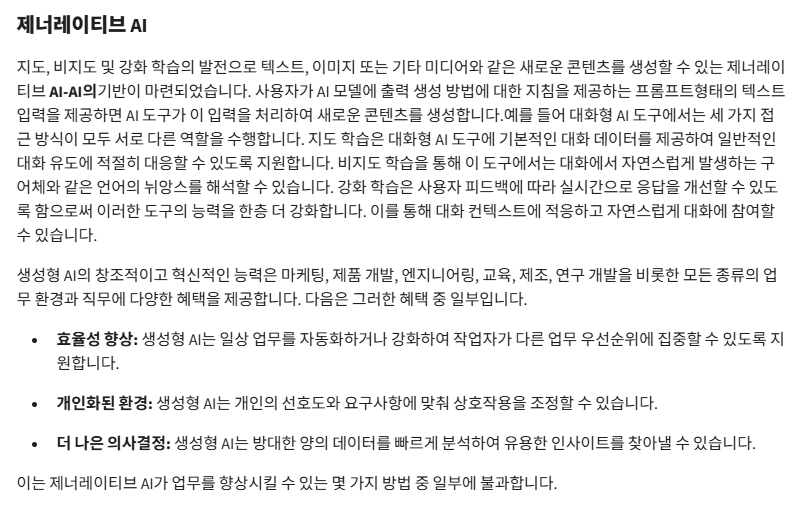 제너레이티브 AI
지도, 비지도 및 강화 학습의 발전으로 텍스트, 이미지 또는 기타 미디어와 같은 새로운 콘텐츠를 생성할 수 있는 제너레이
티브 AI-AI의기반이 마련되었습니다. 사용자가 AI 모델에 출력 생성 방법에 대한 지침을 제공하는 프롬프트형태의 텍스트
입력을 제공하면 AI 도구가 이 입력을 처리하여 새로운 콘텐츠를 생성합니다.예를 들어 대화형 AI 도구에서는 세 가지 접
근 방식이 모두 서로 다른 역할을 수행합니다. 지도 학습은 대화형 AI 도구에 기본적인 대화 데이터를 제공하여 일반적인
대화 유도에 적절히 대응할 수 있도록 지원합니다. 비지도 학습을 통해 이 도구에서는 대화에서 자연스럽게 발생하는 구
어체와 같은 언어의 뉘앙스를 해석할 수 있습니다. 강화 학습은 사용자 피드백에 따라 실시간으로 응답을 개선할 수 있도
록 함으로써 이러한 도구의 능력을 한층 더 강화합니다. 이를 통해 대화 컨텍스트에 적응하고 자연스럽게 대화에 참여할
수 있습니다.
생성형 AI의 창조적이고 혁신적인 능력은 마케팅, 제품 개발, 엔지니어링, 교육, 제조, 연구 개발을 비롯한 모든 종류의 업
무 환경과 직무에 다양한 혜택을 제공합니다. 다음은 그러한 혜택 중 일부입니다.
• 효율성 향상: 생성형 AI는 일상 업무를 자동화하거나 강화하여 작업자가 다른 업무 우선순위에 집중할 수 있도록 지
원합니다.
• 개인화된 환경: 생성형 AI는 개인의 선호도와 요구사항에 맞춰 상호작용을 조정할 수 있습니다.
• 더 나은 의사결정: 생성형 AI는 방대한 양의 데이터를 빠르게 분석하여 유용한 인사이트를 찾아낼 수 있습니다.
이는 제너레이티브 AI가 업무를 향상시킬 수 있는 몇 가지 방법 중 일부에 불과합니다.